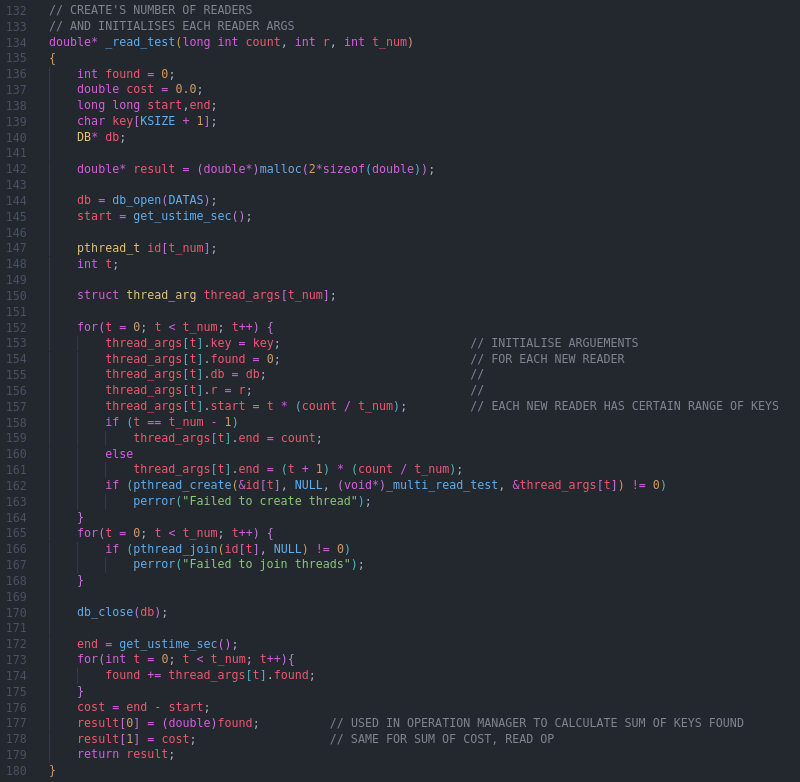 132 // CREATE'S NUMBER OF READERS
133 // AND INITIALISES EACH READER ARGS
134 double* _read_test(long int count, int r, int t_num)
135 {
136     int found = 0;
137     double cost = 0.0;
138     long long start,end;
139     char key[KSIZE + 1];
140     DB* db;
141
142     double* result = (double*)malloc(2*sizeof(double));
143
144     db = db_open(DATAS);
145     start = get_ustime_sec();
146
147     pthread_t id[t_num];
148     int t;
149
150     struct thread_arg thread_args[t_num];
151
152     for(t = 0; t < t_num; t++) {
153         thread_args[t].key = key;                           // INITIALISE ARGUEMENTS
154         thread_args[t].found = 0;                           // FOR EACH NEW READER
155         thread_args[t].db = db;                             //
156         thread_args[t].r = r;                               //
157         thread_args[t].start = t * (count / t_num);         // EACH NEW READER HAS CERTAIN RANGE OF KEYS
158         if (t == t_num - 1)
159             thread_args[t].end = count;
160         else
161             thread_args[t].end = (t + 1) * (count / t_num);
162         if (pthread_create(&id[t], NULL, (void*)_multi_read_test, &thread_args[t]) != 0)
163             perror("Failed to create thread");
164     }
165     for(t = 0; t < t_num; t++) {
166         if (pthread_join(id[t], NULL) != 0)
167             perror("Failed to join threads");
168     }
169
170     db_close(db);
171
172     end = get_ustime_sec();
173     for(int t = 0; t < t_num; t++){
174         found += thread_args[t].found;
175     }
176     cost = end - start;
177     result[0] = (double)found;          // USED IN OPERATION MANAGER TO CALCULATE SUM OF KEYS FOUND
178     result[1] = cost;                   // SAME FOR SUM OF COST, READ OP
179     return result;
180 }